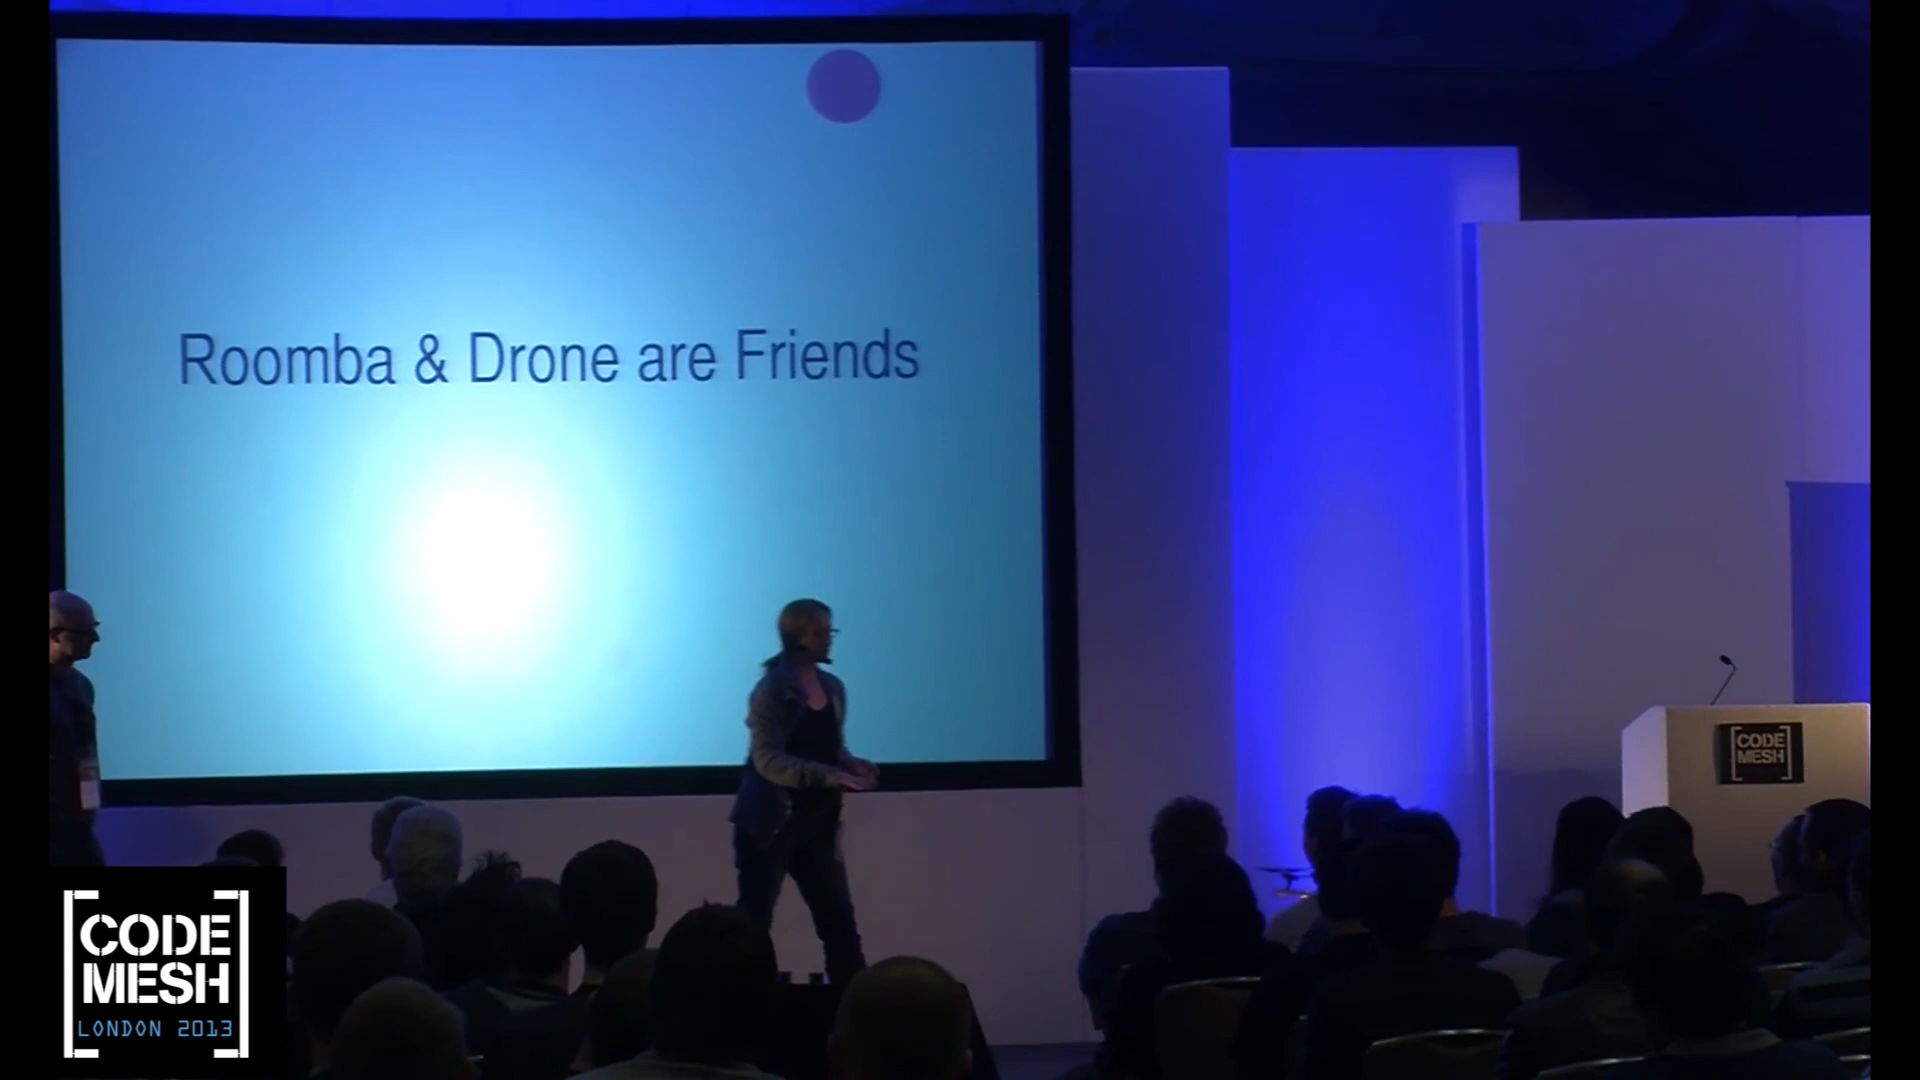 Roomba & Drone are Friends
CODE
MESH
CODE
MESH
LONDON 2013